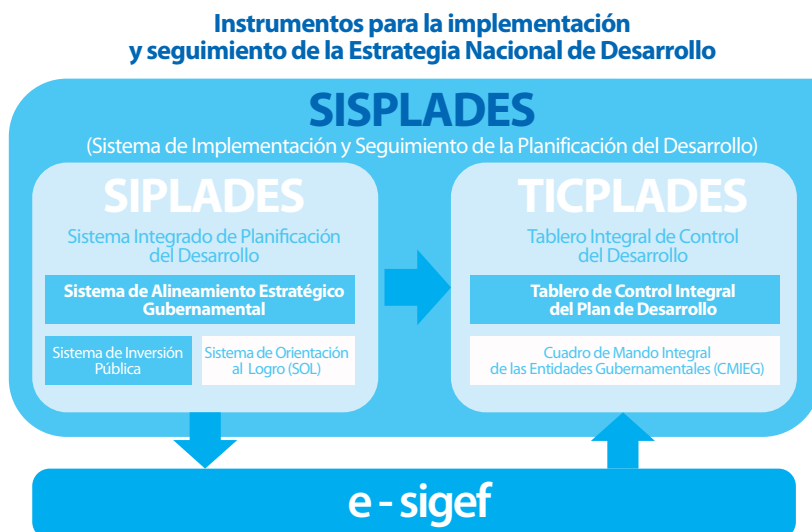 Instrumentos para la implementación
y seguimiento de la Estrategia Nacional de Desarrollo
SISPLADES
(Sistema de Implementación y Seguimiento de la Planificación del Desarrollo)
SIPLADES
Sistema Integrado de Planificación
del Desarrollo
Sistema de Alineamiento Estratégico
Gubernamental
Sistema de Inversión
Pública
Sistema de Orientación
al Logro (SOL)
TICPLADES
Tablero Integral de Control
del Desarrollo
Tablero de Control Integral
del Plan de Desarrollo
Cuadro de Mando Integral
de las Entidades Gubernamentales (CMIEG)
e - sigef